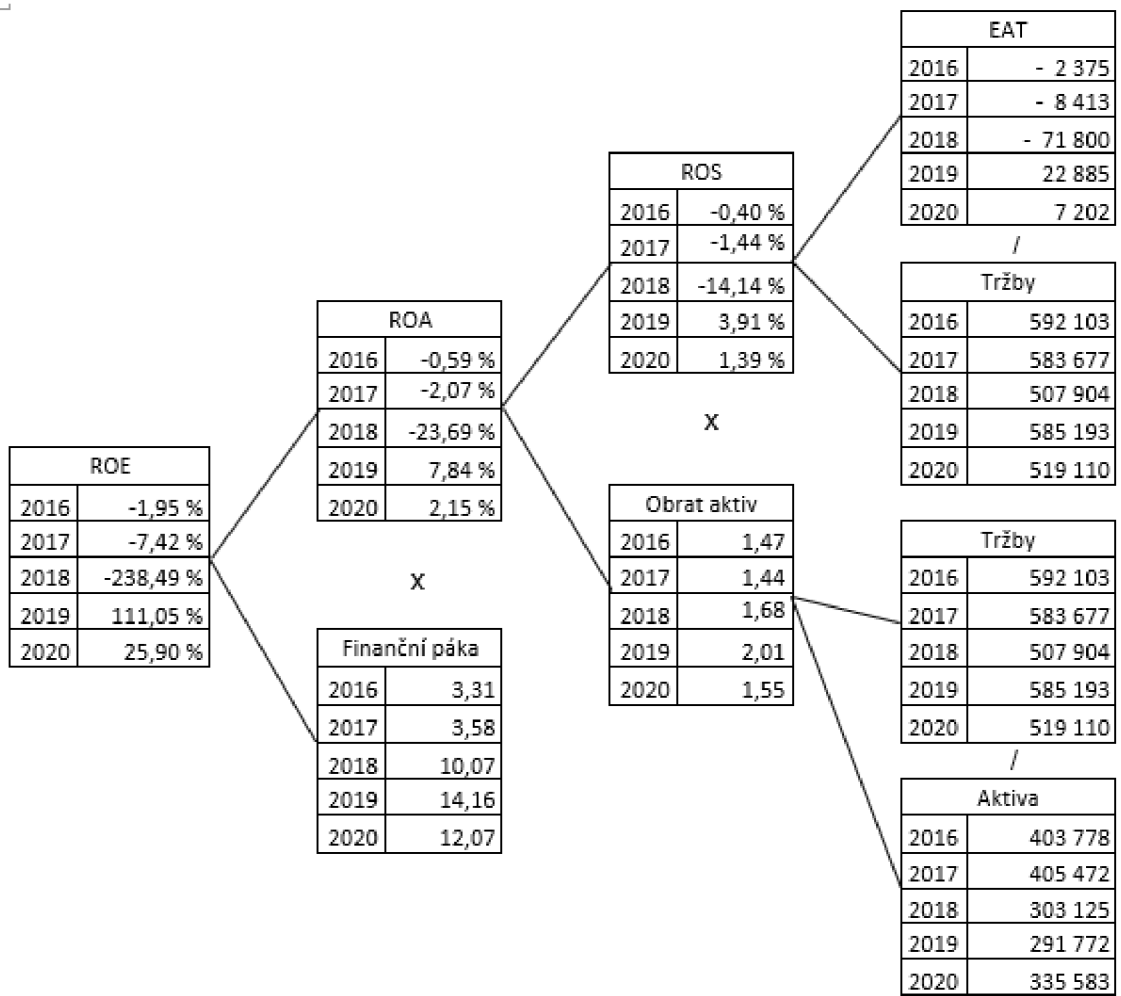 EAT
2016 - 2 375
2017 - 8 413
2018 - 71 800
2019 22 885
2020 7 202
/
Tržby
2016 592 103
2017 583 677
2018 507 904
2019 585 193
2020 519 110
ROS
2016 -0,40 %
2017 -1,44 %
2018 -14,14 %
2019 3,91 %
2020 1,39 %
x
Obrat aktiv
2016 1,47
2017 1,44
2018 1,68
2019 2,01
2020 1,55
Tržby
2016 592 103
2017 583 677
2018 507 904
2019 585 193
2020 519 110
/
Aktiva
2016 403 778
2017 405 472
2018 303 125
2019 291 772
2020 335 583
ROA
2016 -0,59 %
2017 -2,07 %
2018 -23,69 %
2019 7,84 %
2020 2,15 %
x
Finanční páka
2016 3,31
2017 3,58
2018 10,07
2019 14,16
2020 12,07
ROE
2016 -1,95 %
2017 -7,42 %
2018 -238,49 %
2019 111,05 %
2020 25,90 %